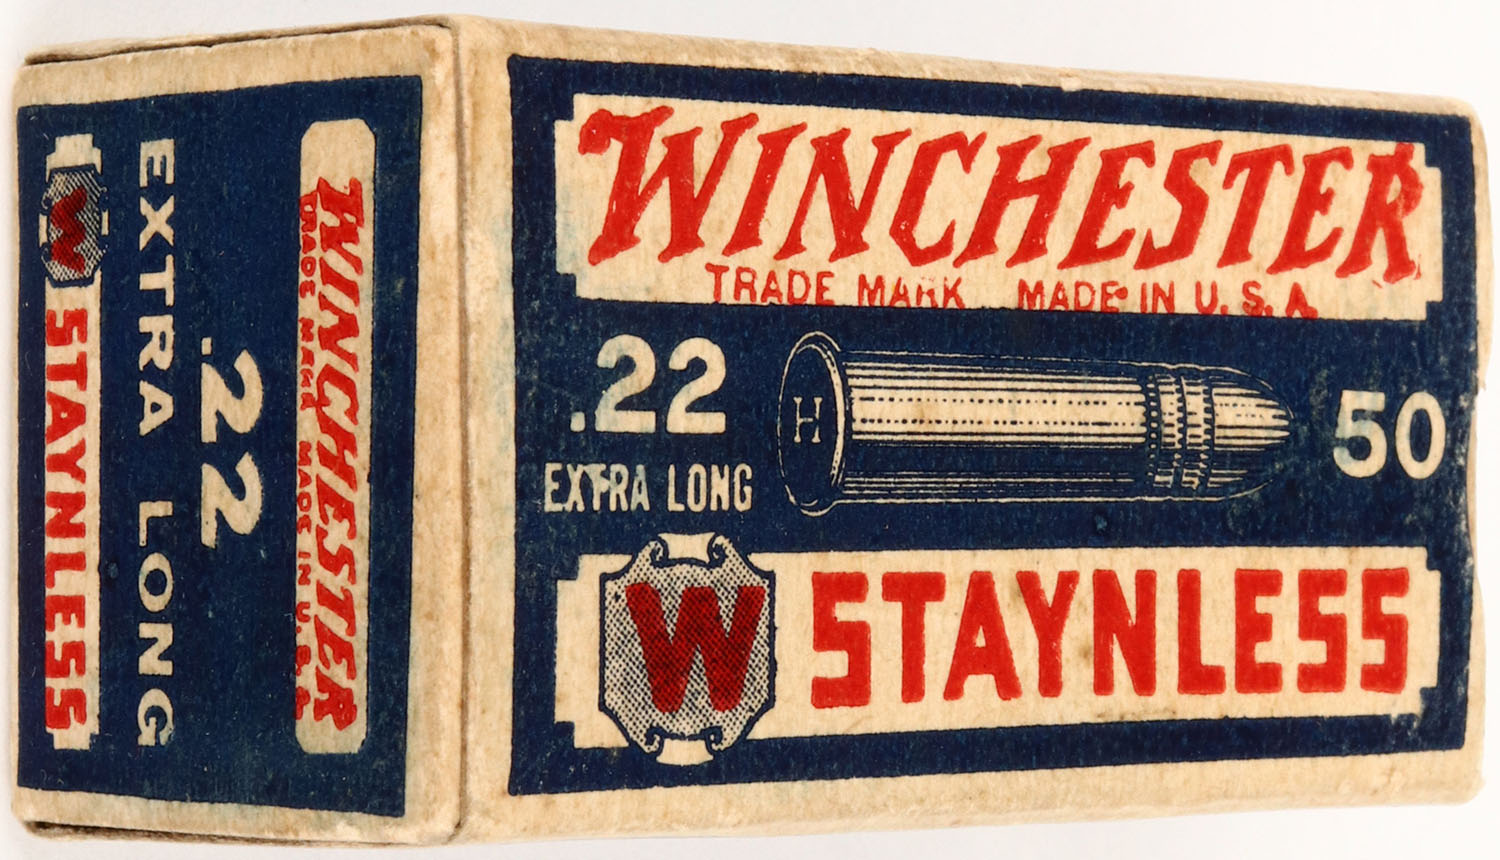 WINCHESTER
TRADE MARK MADE IN U. S. A.
.22
EXTRA LONG
H
50
W STAYNLESS
WINCHESTER
TRADE MARK MADE IN U. S. A.
.22
EXTRA LONG
W STAYNLESS